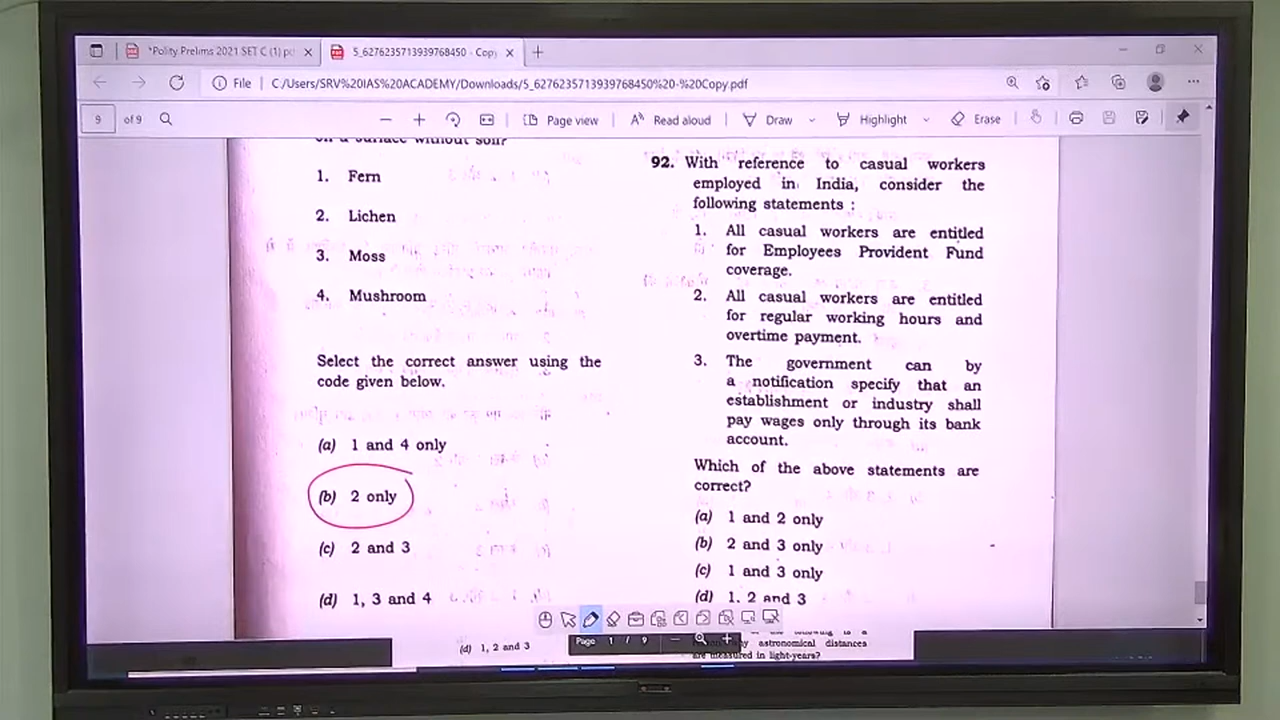 *Polity Prelims 2021 SET C (1) p
5_6276235713939768450 - Copy
File
C:/Users/SRV%20IAS%20ACADEMY/Downloads/5_6276235713939768450%20-%20Copy.pdf
9
of 9
Page view
Read aloud
Draw
Highlight
Erase
on a surface without soil?
1. Fern
2. Lichen
3. Moss
4. Mushroom
Select the correct answer using the
code given below.
(a) 1 and 4 only
(b) 2 only
(c) 2 and 3
(d) 1, 3 and 4
92. With reference to casual workers
employed in India, consider the
following statements :
1. All casual workers are entitled
for Employees Provident Fund
coverage.
2. All casual workers are entitled
for regular working hours and
overtime payment.
3. The government can by
a notification specify that an
establishment or industry shall
pay wages only through its bank
account.
Which of the above statements are
correct?
(a) 1 and 2 only
(b) 2 and 3 only
(c) 1 and 3 only
(d) 1, 2 and 3
Page 1 / 9
(d) 1, 2 and 3
astronomical distances
are measured in light-years?